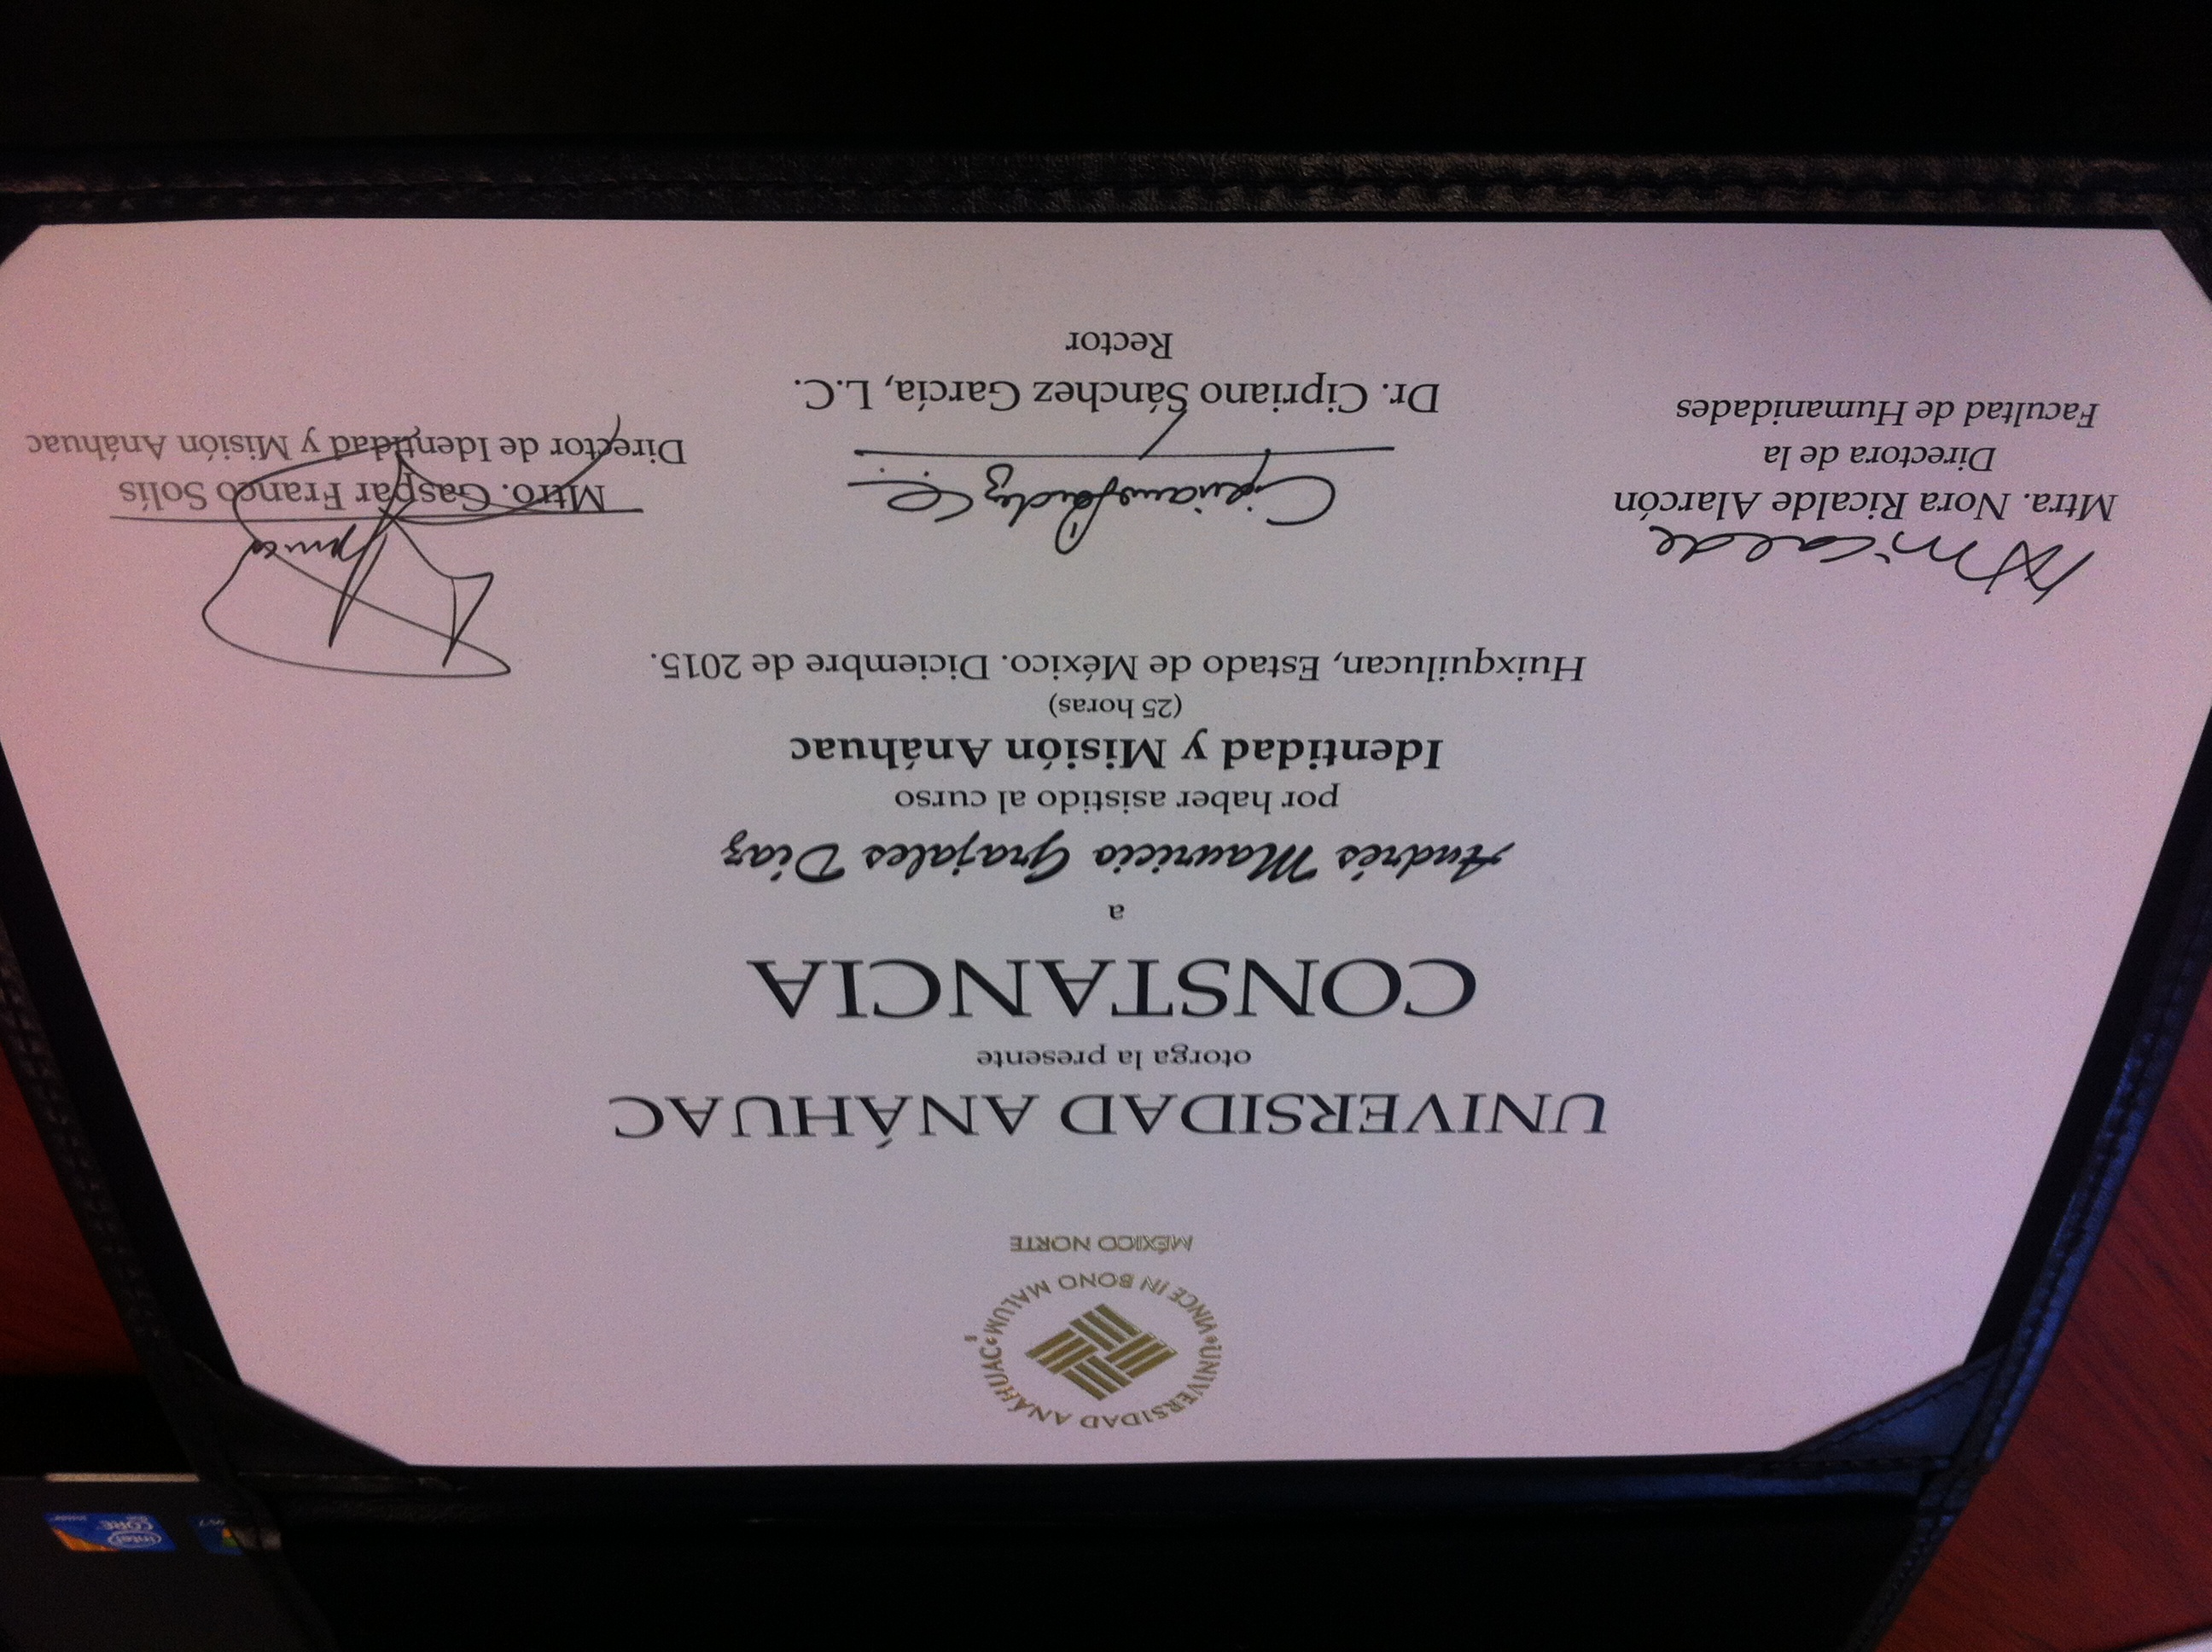 intel
CORE
inside
UNIVERSIDAD ANÁHUAC
VINCE IN BONO MALUM
MÉXICO NORTE
UNIVERSIDAD ANÁHUAC
otorga la presente
CONSTANCIA
a
Andrés Mauricio Grajales Díaz
por haber asistido al curso
Identidad y Misión Anáhuac
(25 horas)
Huixquilucan, Estado de México. Diciembre de 2015.
Mtra. Nora Ricalde Alarcón
Directora de la
Facultad de Humanidades
Dr. Cipriano Sánchez García, L.C.
Rector
Mtro. Gaspar Franco Solís
Director de Identidad y Misión Anáhuac